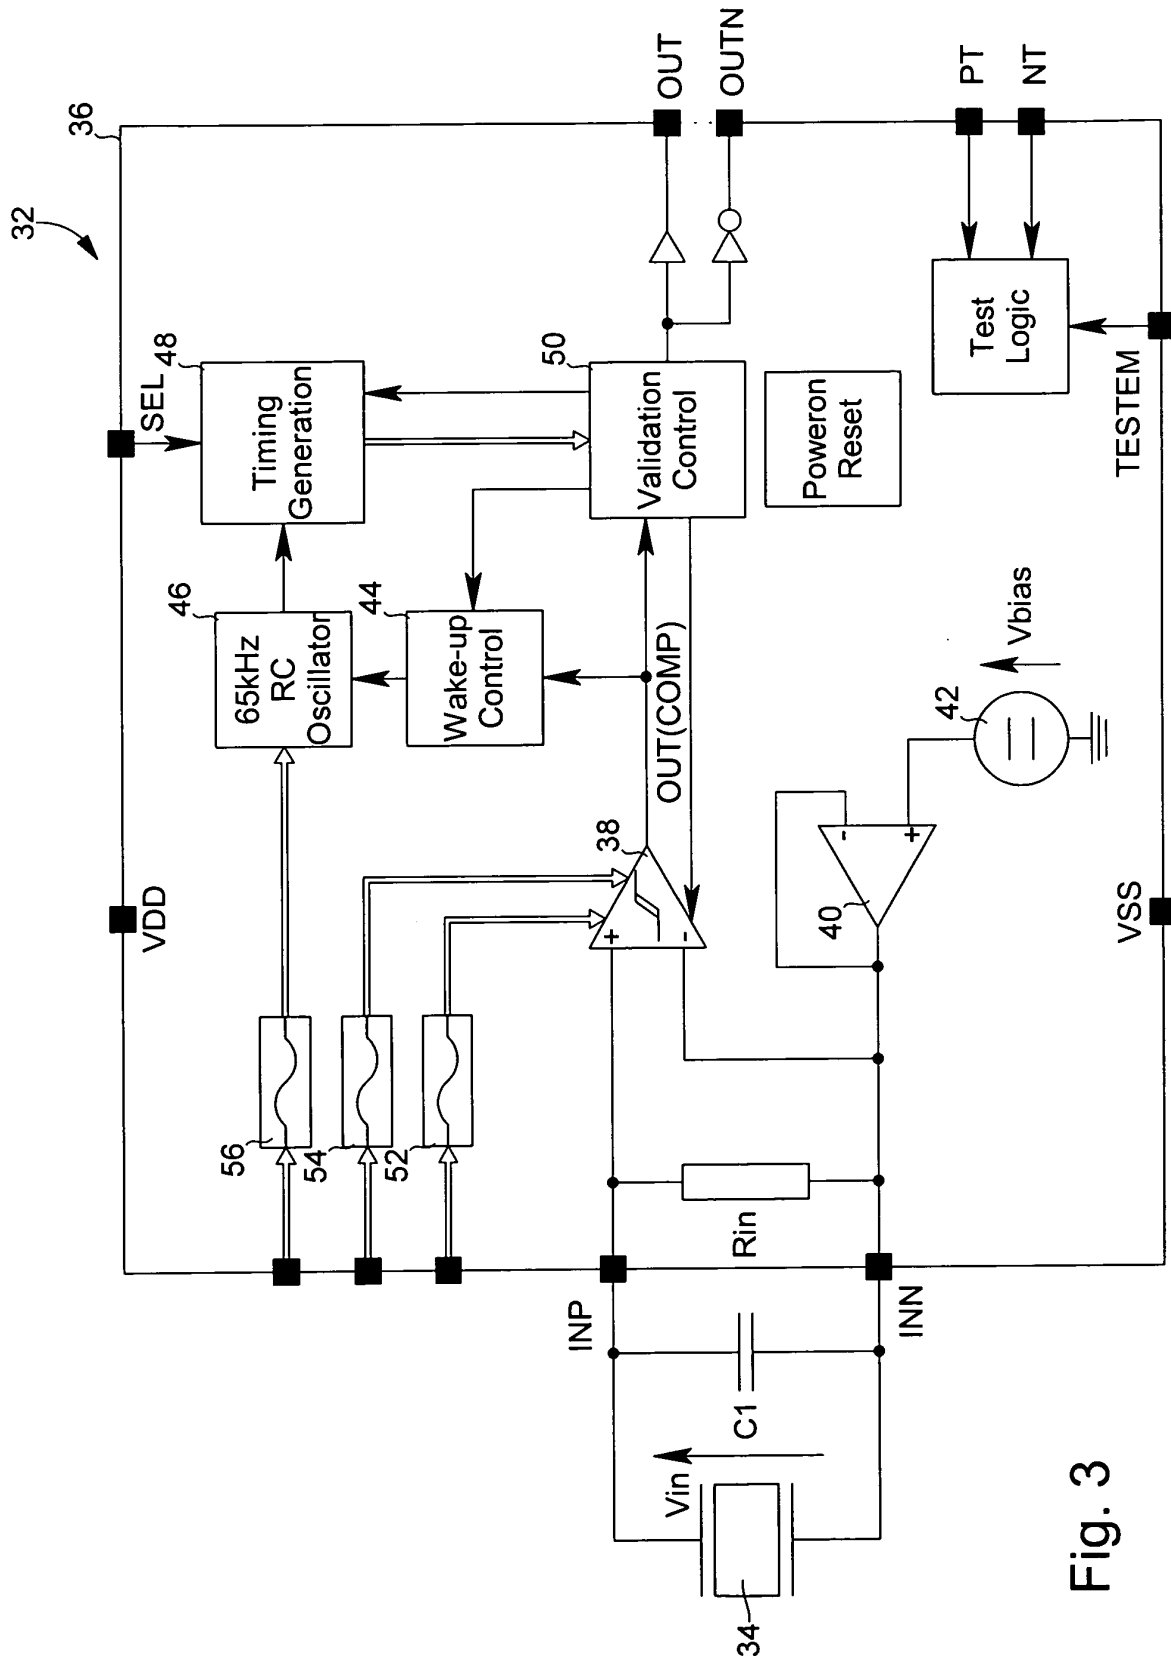 32
36
VDD
SEL
56
54
52
46
65kHz
RC
Oscillator
48
Timing
Generation
44
Wake-up
Control
50
Validation
Control
OUT
OUTN
38
+
-
OUT(COMP)
INP
Rin
Vin
C1
34
INN
40
-
+
42
Vbias
Poweron
Reset
Test
Logic
PT
NT
VSS
TESTEM
Fig. 3